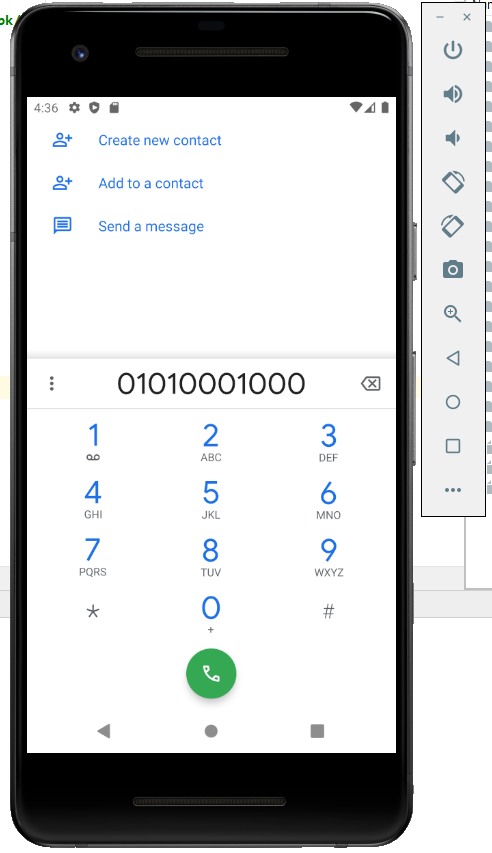 4:36
Create new contact
Add to a contact
Send a message
01010001000
1 2 3
ABC DEF
4 5 6
GHI JKL MNO
7 8 9
PQRS TUV WXYZ
* 0 #
+